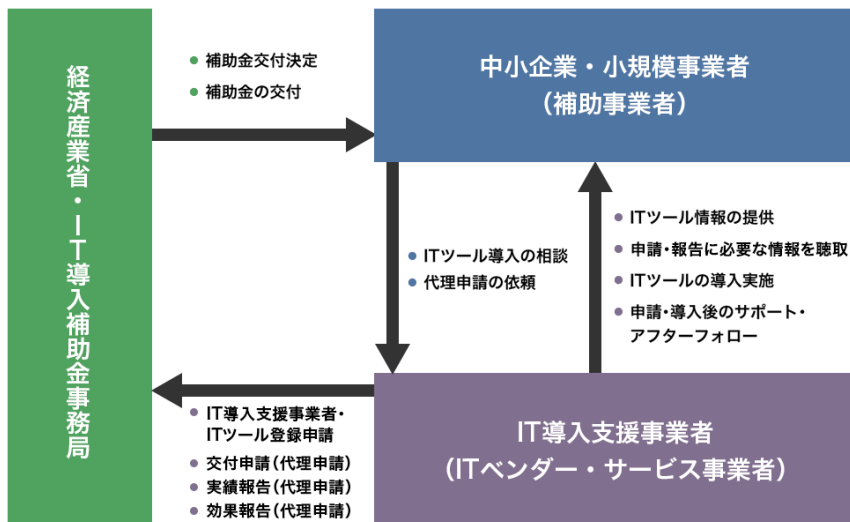 経済産業省・IT導入補助金事務局
● 補助金交付決定
● 補助金の交付
中小企業・小規模事業者
（補助事業者）
● ITツール導入の相談
● 代理申請の依頼
● ITツール情報の提供
● 申請・報告に必要な情報を聴取
● ITツールの導入実施
● 申請・導入後のサポート・
アフターフォロー
● IT導入支援事業者・
ITツール登録申請
● 交付申請（代理申請）
● 実績報告（代理申請）
● 効果報告（代理申請）
IT導入支援事業者
（ITベンダー・サービス事業者）